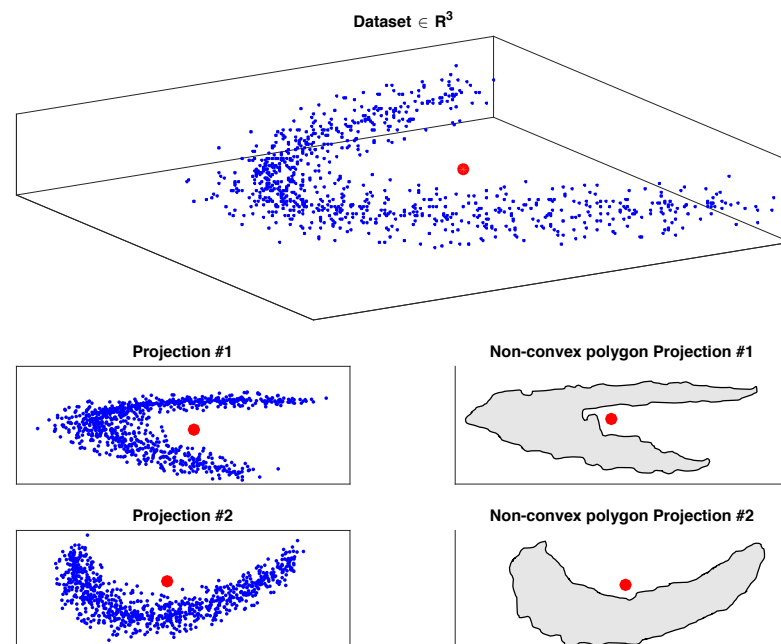 Dataset ∈ R³
Projection #1
Non-convex polygon Projection #1
Projection #2
Non-convex polygon Projection #2